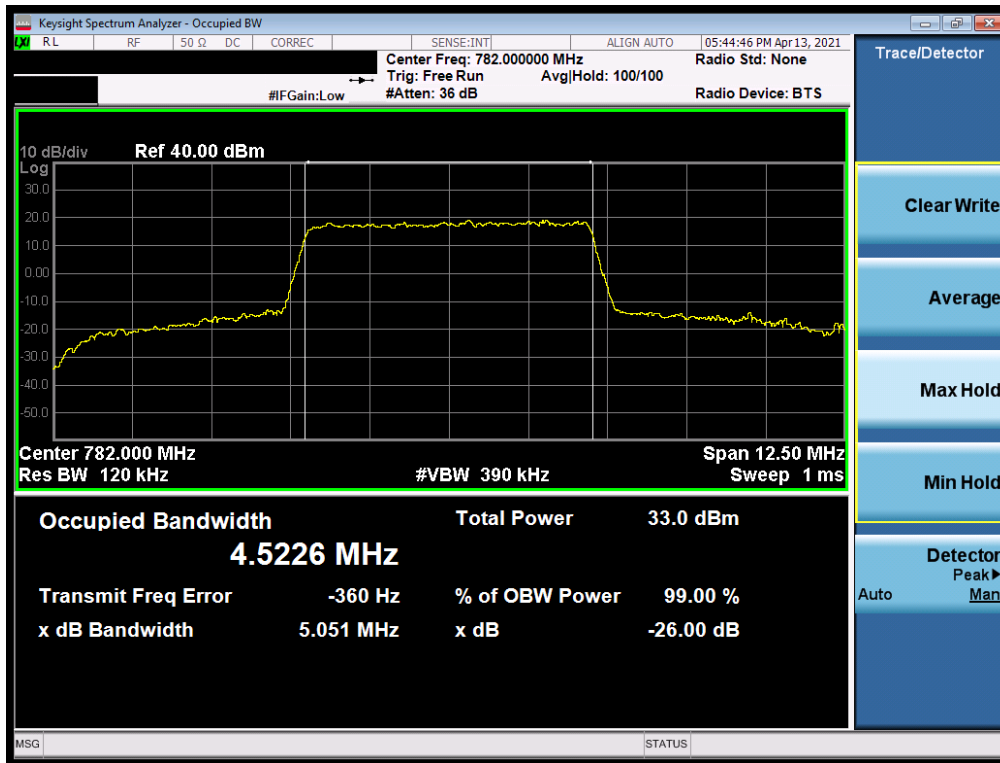 Keysight Spectrum Analyzer - Occupied BW
LXI RL RF 50 Ω DC CORREC SENSE:INT ALIGN AUTO 05:44:46 PM Apr 13, 2021
Center Freq: 782.000000 MHz Radio Std: None
Trig: Free Run Avg|Hold: 100/100
#IFGain:Low #Atten: 36 dB Radio Device: BTS
10 dB/div Ref 40.00 dBm
Log
30.0
20.0
10.0
0.00
-10.0
-20.0
-30.0
-40.0
-50.0
Center 782.000 MHz Span 12.50 MHz
Res BW 120 kHz #VBW 390 kHz Sweep 1 ms
Occupied Bandwidth Total Power 33.0 dBm
4.5226 MHz
Transmit Freq Error -360 Hz % of OBW Power 99.00 %
x dB Bandwidth 5.051 MHz x dB -26.00 dB
MSG STATUS
Trace/Detector
Clear Write
Average
Max Hold
Min Hold
Detector
Peak▶
Auto Man